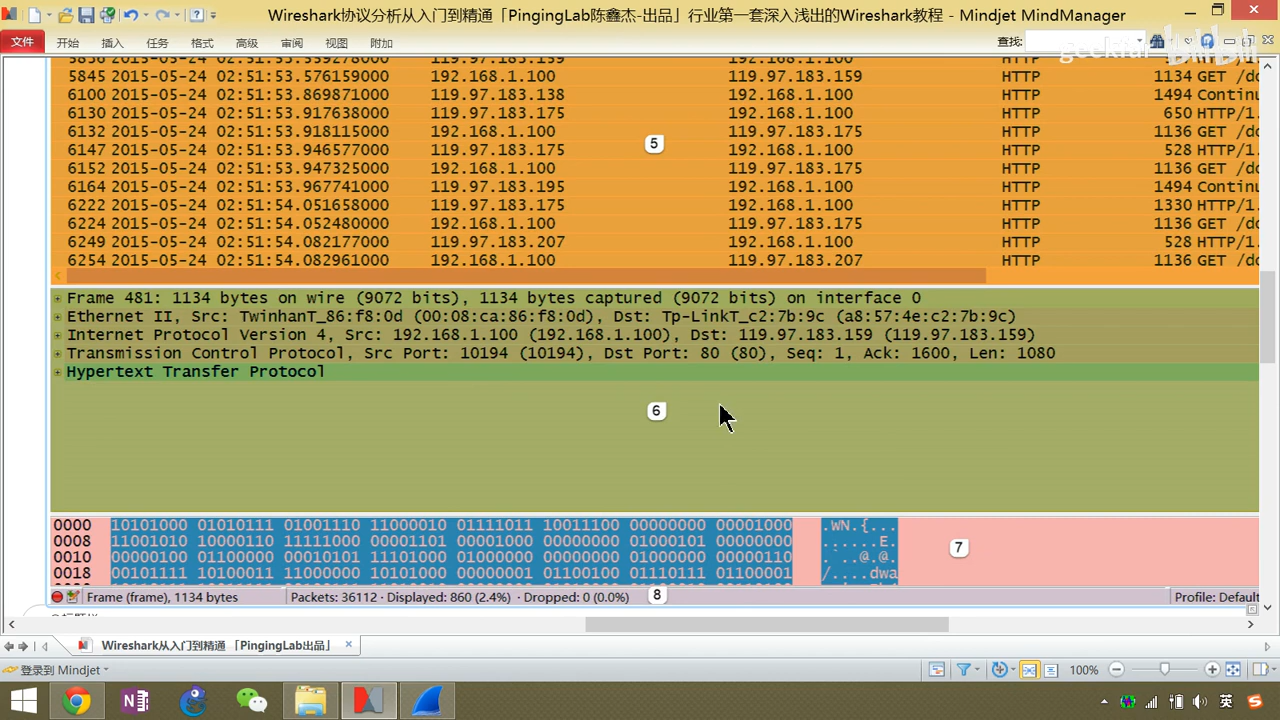 Wireshark协议分析从入门到精通「PingingLab陈鑫杰-出品」行业第一套深入浅出的Wireshark教程 - Mindjet MindManager
文件 开始 插入 任务 格式 高级 审阅 视图 附加 查找:
5836 2015-05-24 02:51:53.559278000 119.97.183.159 192.168.1.100 HTTP
5845 2015-05-24 02:51:53.576159000 192.168.1.100 119.97.183.159 HTTP 1134 GET /do
6100 2015-05-24 02:51:53.869871000 119.97.183.138 192.168.1.100 HTTP 1494 Continu
6130 2015-05-24 02:51:53.917638000 119.97.183.175 192.168.1.100 HTTP 650 HTTP/1.
6132 2015-05-24 02:51:53.918115000 192.168.1.100 119.97.183.175 HTTP 1136 GET /do
6147 2015-05-24 02:51:53.946577000 119.97.183.175 192.168.1.100 HTTP 528 HTTP/1.
5
6152 2015-05-24 02:51:53.947325000 192.168.1.100 119.97.183.175 HTTP 1136 GET /do
6164 2015-05-24 02:51:53.967741000 119.97.183.195 192.168.1.100 HTTP 1494 Continu
6222 2015-05-24 02:51:54.051658000 119.97.183.175 192.168.1.100 HTTP 1330 HTTP/1.
6224 2015-05-24 02:51:54.052480000 192.168.1.100 119.97.183.175 HTTP 1136 GET /do
6249 2015-05-24 02:51:54.082177000 119.97.183.207 192.168.1.100 HTTP 528 HTTP/1.
6254 2015-05-24 02:51:54.082961000 192.168.1.100 119.97.183.207 HTTP 1136 GET /do
Frame 481: 1134 bytes on wire (9072 bits), 1134 bytes captured (9072 bits) on interface 0
Ethernet II, Src: TwinhanT_86:f8:0d (00:08:ca:86:f8:0d), Dst: Tp-LinkT_c2:7b:9c (a8:57:4e:c2:7b:9c)
Internet Protocol Version 4, Src: 192.168.1.100 (192.168.1.100), Dst: 119.97.183.159 (119.97.183.159)
Transmission Control Protocol, Src Port: 10194 (10194), Dst Port: 80 (80), Seq: 1, Ack: 1600, Len: 1080
Hypertext Transfer Protocol
6
0000 10101000 01010111 01001110 11000010 01111011 10011100 00000000 00001000 .WN.{...
0008 11001010 10000110 11111000 00001101 00001000 00000000 01000101 00000000 ......E.
0010 00000100 01100000 00010101 11101000 01000000 00000000 01000000 00000110 .`..@.@.
0018 00101111 10100011 11000000 10101000 00000001 01100100 01110111 01100001 /....dwa
7
Frame (frame), 1134 bytes Packets: 36112 · Displayed: 860 (2.4%) · Dropped: 0 (0.0%) 8 Profile: Default
Wireshark从入门到精通 「PingingLab出品」
登录到 Mindjet 100%
英